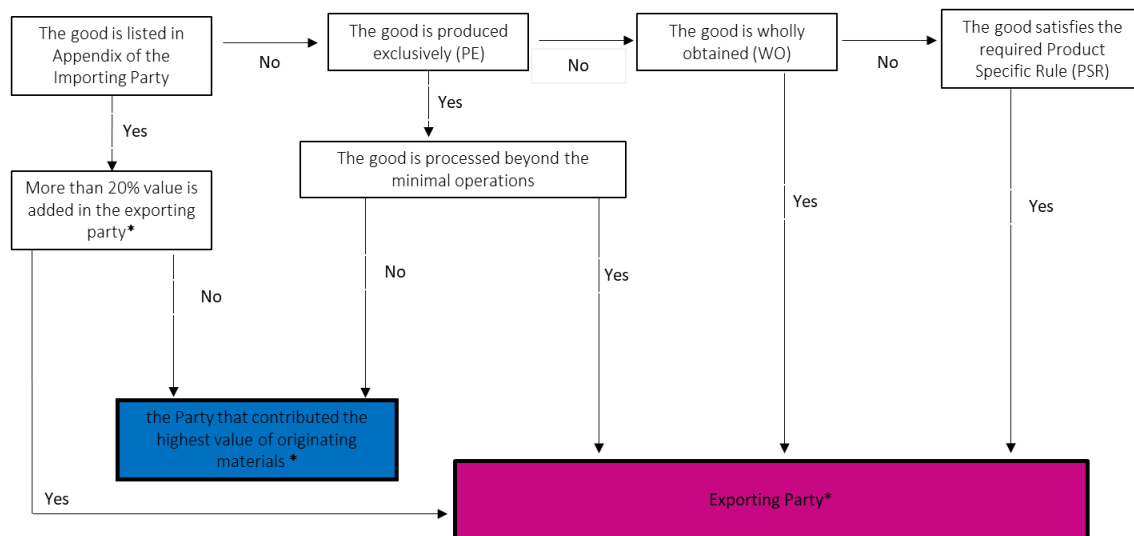 The good is listed in
Appendix of the
Importing Party
No
The good is produced
exclusively (PE)
No
The good is wholly
obtained (WO)
No
The good satisfies the
required Product
Specific Rule (PSR)
Yes
Yes
The good is processed beyond the
minimal operations
More than 20% value is
added in the exporting
party*
Yes
Yes
No
No
Yes
the Party that contributed the
highest value of originating
materials *
Yes
Exporting Party*